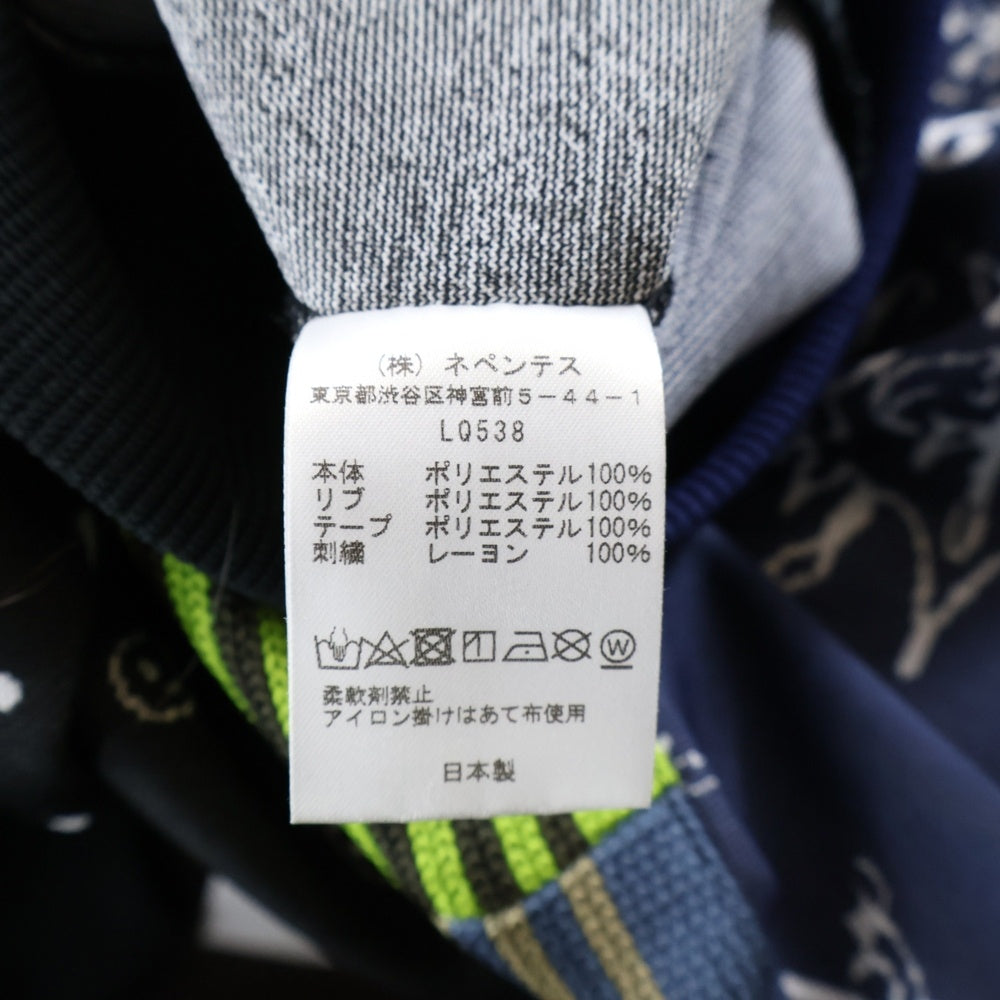 (株) ネペンテス
東京都渋谷区神宮前5-44-1
LQ538
本体 ポリエステル100%
リブ ポリエステル100%
テープ ポリエステル100%
刺繍 レーヨン 100%
W
柔軟剤禁止
アイロン掛けはあて布使用
日本製